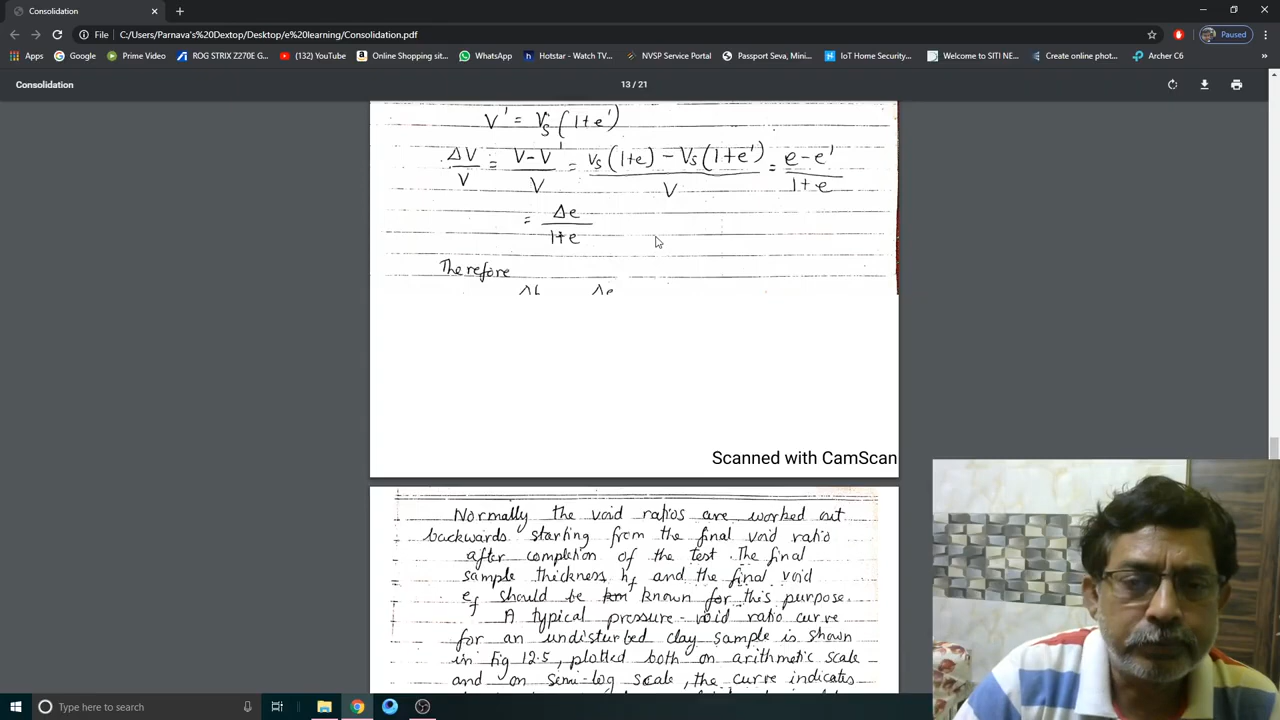 Consolidation
File
C:/Users/Parnava's%20Dextop/Desktop/e%20learning/Consolidation.pdf
Paused
Apps
Google
Prime Video
ROG STRIX Z270E G...
(132) YouTube
Online Shopping sit...
WhatsApp
Hotstar - Watch TV...
NVSP Service Portal
Passport Seva, Mini...
IoT Home Security...
Welcome to SITI NE...
Create online photo...
Archer C6
Consolidation
13 / 21
V' = Vs (1+e')
ΔV/V = V-V'/V = Vs(1+e) - Vs(1+e')/V = e-e'/1+e
= Δe/1+e
Therefore
Scanned with CamScan
Normally the void ratios are worked out
backwards starting from the final void ratio
after completion of the test. The final
sample thickness hf and the final void
ef should be known for this purpose.
A typical pressure-void ratio curve
for an undisturbed clay sample is shown
in Fig 12.5, plotted both on arithmetic scale
and on semi-log scale, the curve indicates
Type here to search